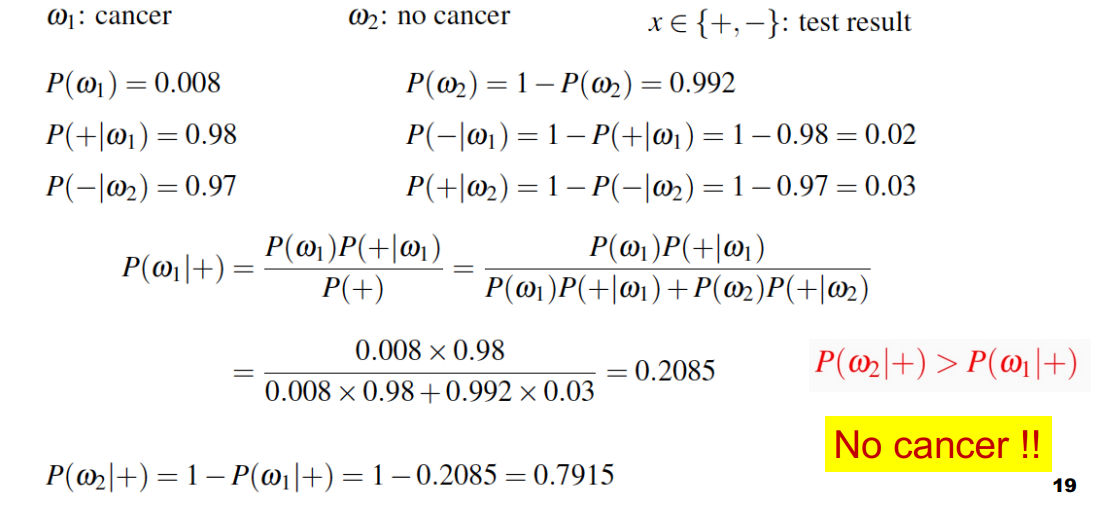 ω₁: cancer ω₂: no cancer x ∈ {+,−}: test result
P(ω₁) = 0.008 P(ω₂) = 1 − P(ω₂) = 0.992
P(+|ω₁) = 0.98 P(−|ω₁) = 1 − P(+|ω₁) = 1 − 0.98 = 0.02
P(−|ω₂) = 0.97 P(+|ω₂) = 1 − P(−|ω₂) = 1 − 0.97 = 0.03
P(ω₁|+) = P(ω₁)P(+|ω₁) / P(+) = P(ω₁)P(+|ω₁) / P(ω₁)P(+|ω₁) + P(ω₂)P(+|ω₂)
= 0.008 × 0.98 / 0.008 × 0.98 + 0.992 × 0.03 = 0.2085
P(ω₂|+) > P(ω₁|+)
No cancer !!
P(ω₂|+) = 1 − P(ω₁|+) = 1 − 0.2085 = 0.7915
19